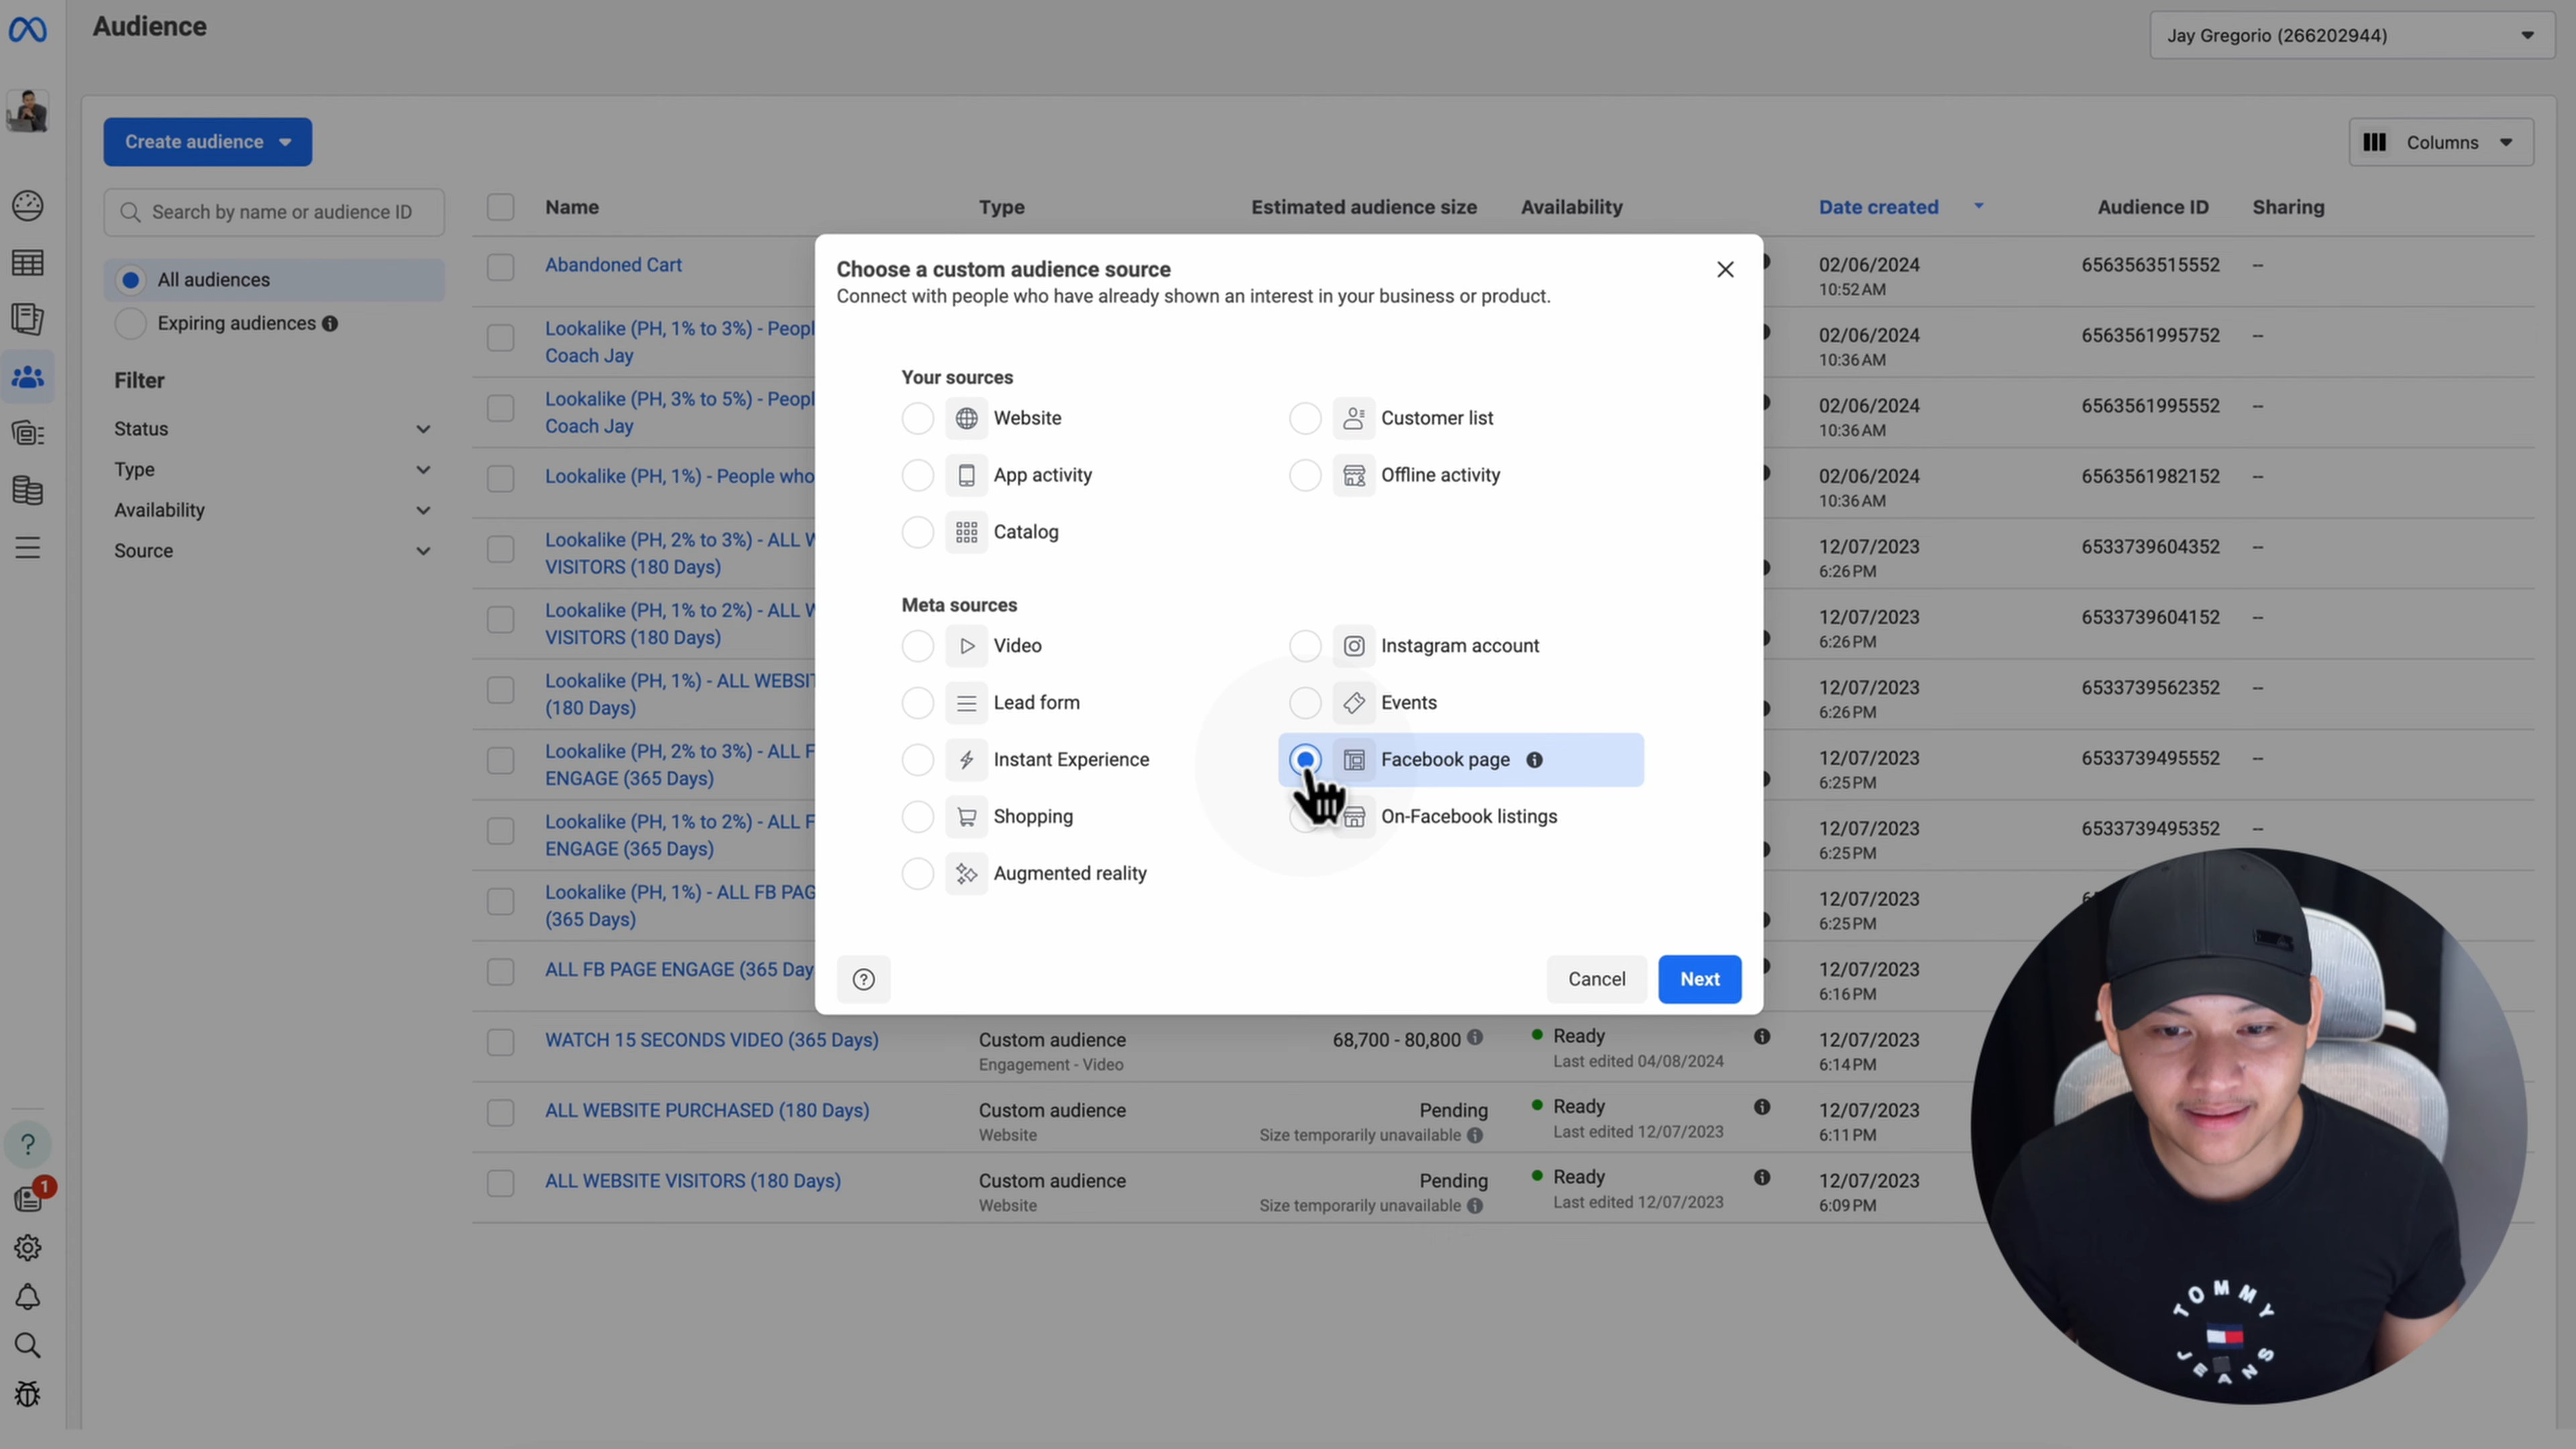 Audience
Jay Gregorio (266202944)
Create audience
Columns
Search by name or audience ID
All audiences
Expiring audiences
Filter
Status
Type
Availability
Source
Name Type Estimated audience size Availability Date created Audience ID Sharing
Abandoned Cart
02/06/2024 6563563515552 --
10:52 AM
Lookalike (PH, 1% to 3%) - Peopl
Coach Jay
02/06/2024 6563561995752 --
10:36 AM
Lookalike (PH, 3% to 5%) - Peopl
Coach Jay
02/06/2024 6563561995552 --
10:36 AM
Lookalike (PH, 1%) - People who
02/06/2024 6563561982152 --
10:36 AM
Lookalike (PH, 2% to 3%) - ALL W
VISITORS (180 Days)
12/07/2023 6533739604352 --
6:26 PM
Lookalike (PH, 1% to 2%) - ALL W
VISITORS (180 Days)
12/07/2023 6533739604152 --
6:26 PM
Lookalike (PH, 1%) - ALL WEBSIT
(180 Days)
12/07/2023 6533739562352 --
6:26 PM
Lookalike (PH, 2% to 3%) - ALL F
ENGAGE (365 Days)
12/07/2023 6533739495552 --
6:25 PM
Lookalike (PH, 1% to 2%) - ALL F
ENGAGE (365 Days)
12/07/2023 6533739495352 --
6:25 PM
Lookalike (PH, 1%) - ALL FB PAG
(365 Days)
12/07/2023
6:25 PM
ALL FB PAGE ENGAGE (365 Day
12/07/2023
6:16 PM
WATCH 15 SECONDS VIDEO (365 Days) Custom audience 68,700 - 80,800 Ready 12/07/2023
Engagement - Video Last edited 04/08/2024 6:14 PM
ALL WEBSITE PURCHASED (180 Days) Custom audience Pending Ready 12/07/2023
Website Size temporarily unavailable Last edited 12/07/2023 6:11 PM
ALL WEBSITE VISITORS (180 Days) Custom audience Pending Ready 12/07/2023
Website Size temporarily unavailable Last edited 12/07/2023 6:09 PM
Choose a custom audience source
Connect with people who have already shown an interest in your business or product.
Your sources
Website Customer list
App activity Offline activity
Catalog
Meta sources
Video Instagram account
Lead form Events
Instant Experience Facebook page
Shopping On-Facebook listings
Augmented reality
Cancel Next
1
TOMMY
JEANS